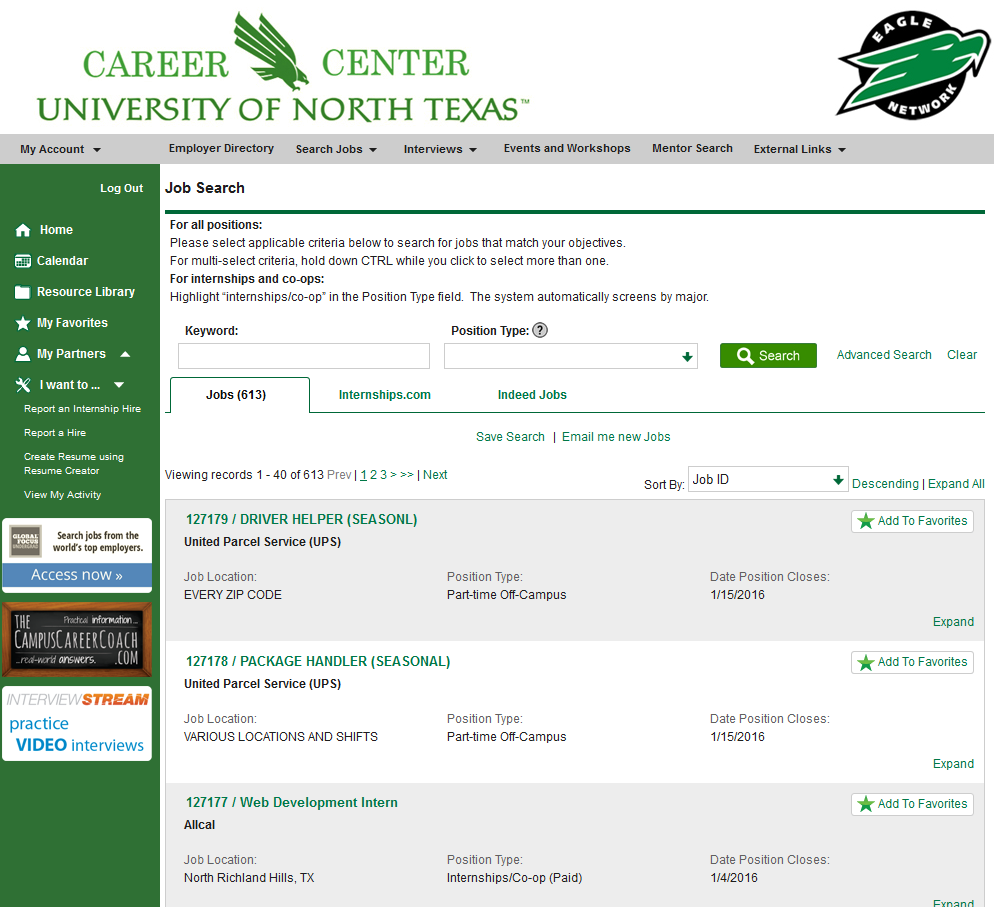 CAREER CENTER
UNIVERSITY OF NORTH TEXAS™
EAGLE
NETWORK
My Account
Employer Directory
Search Jobs
Interviews
Events and Workshops
Mentor Search
External Links
Log Out
Home
Calendar
Resource Library
My Favorites
My Partners
I want to ...
Report an Internship Hire
Report a Hire
Create Resume using
Resume Creator
View My Activity
GLOBAL
FOCUS
UNDERGRAD
Search jobs from the
world's top employers.
Access now »
THE
Practical information...
CAMPUSCAREERCOACH
...real-world answers.
.COM
INTERVIEWSTREAM
practice
VIDEO interviews
Job Search
For all positions:
Please select applicable criteria below to search for jobs that match your objectives.
For multi-select criteria, hold down CTRL while you click to select more than one.
For internships and co-ops:
Highlight "internships/co-op" in the Position Type field. The system automatically screens by major.
Keyword:
Position Type: ?
Search
Advanced Search
Clear
Jobs (613)
Internships.com
Indeed Jobs
Save Search | Email me new Jobs
Viewing records 1 - 40 of 613 Prev | 1 2 3 > >> | Next
Sort By: Job ID
Descending | Expand All
127179 / DRIVER HELPER (SEASONL)
Add To Favorites
United Parcel Service (UPS)
Job Location:
Position Type:
Date Position Closes:
EVERY ZIP CODE
Part-time Off-Campus
1/15/2016
Expand
127178 / PACKAGE HANDLER (SEASONAL)
Add To Favorites
United Parcel Service (UPS)
Job Location:
Position Type:
Date Position Closes:
VARIOUS LOCATIONS AND SHIFTS
Part-time Off-Campus
1/15/2016
Expand
127177 / Web Development Intern
Add To Favorites
Allcal
Job Location:
Position Type:
Date Position Closes:
North Richland Hills, TX
Internships/Co-op (Paid)
1/4/2016
Expand